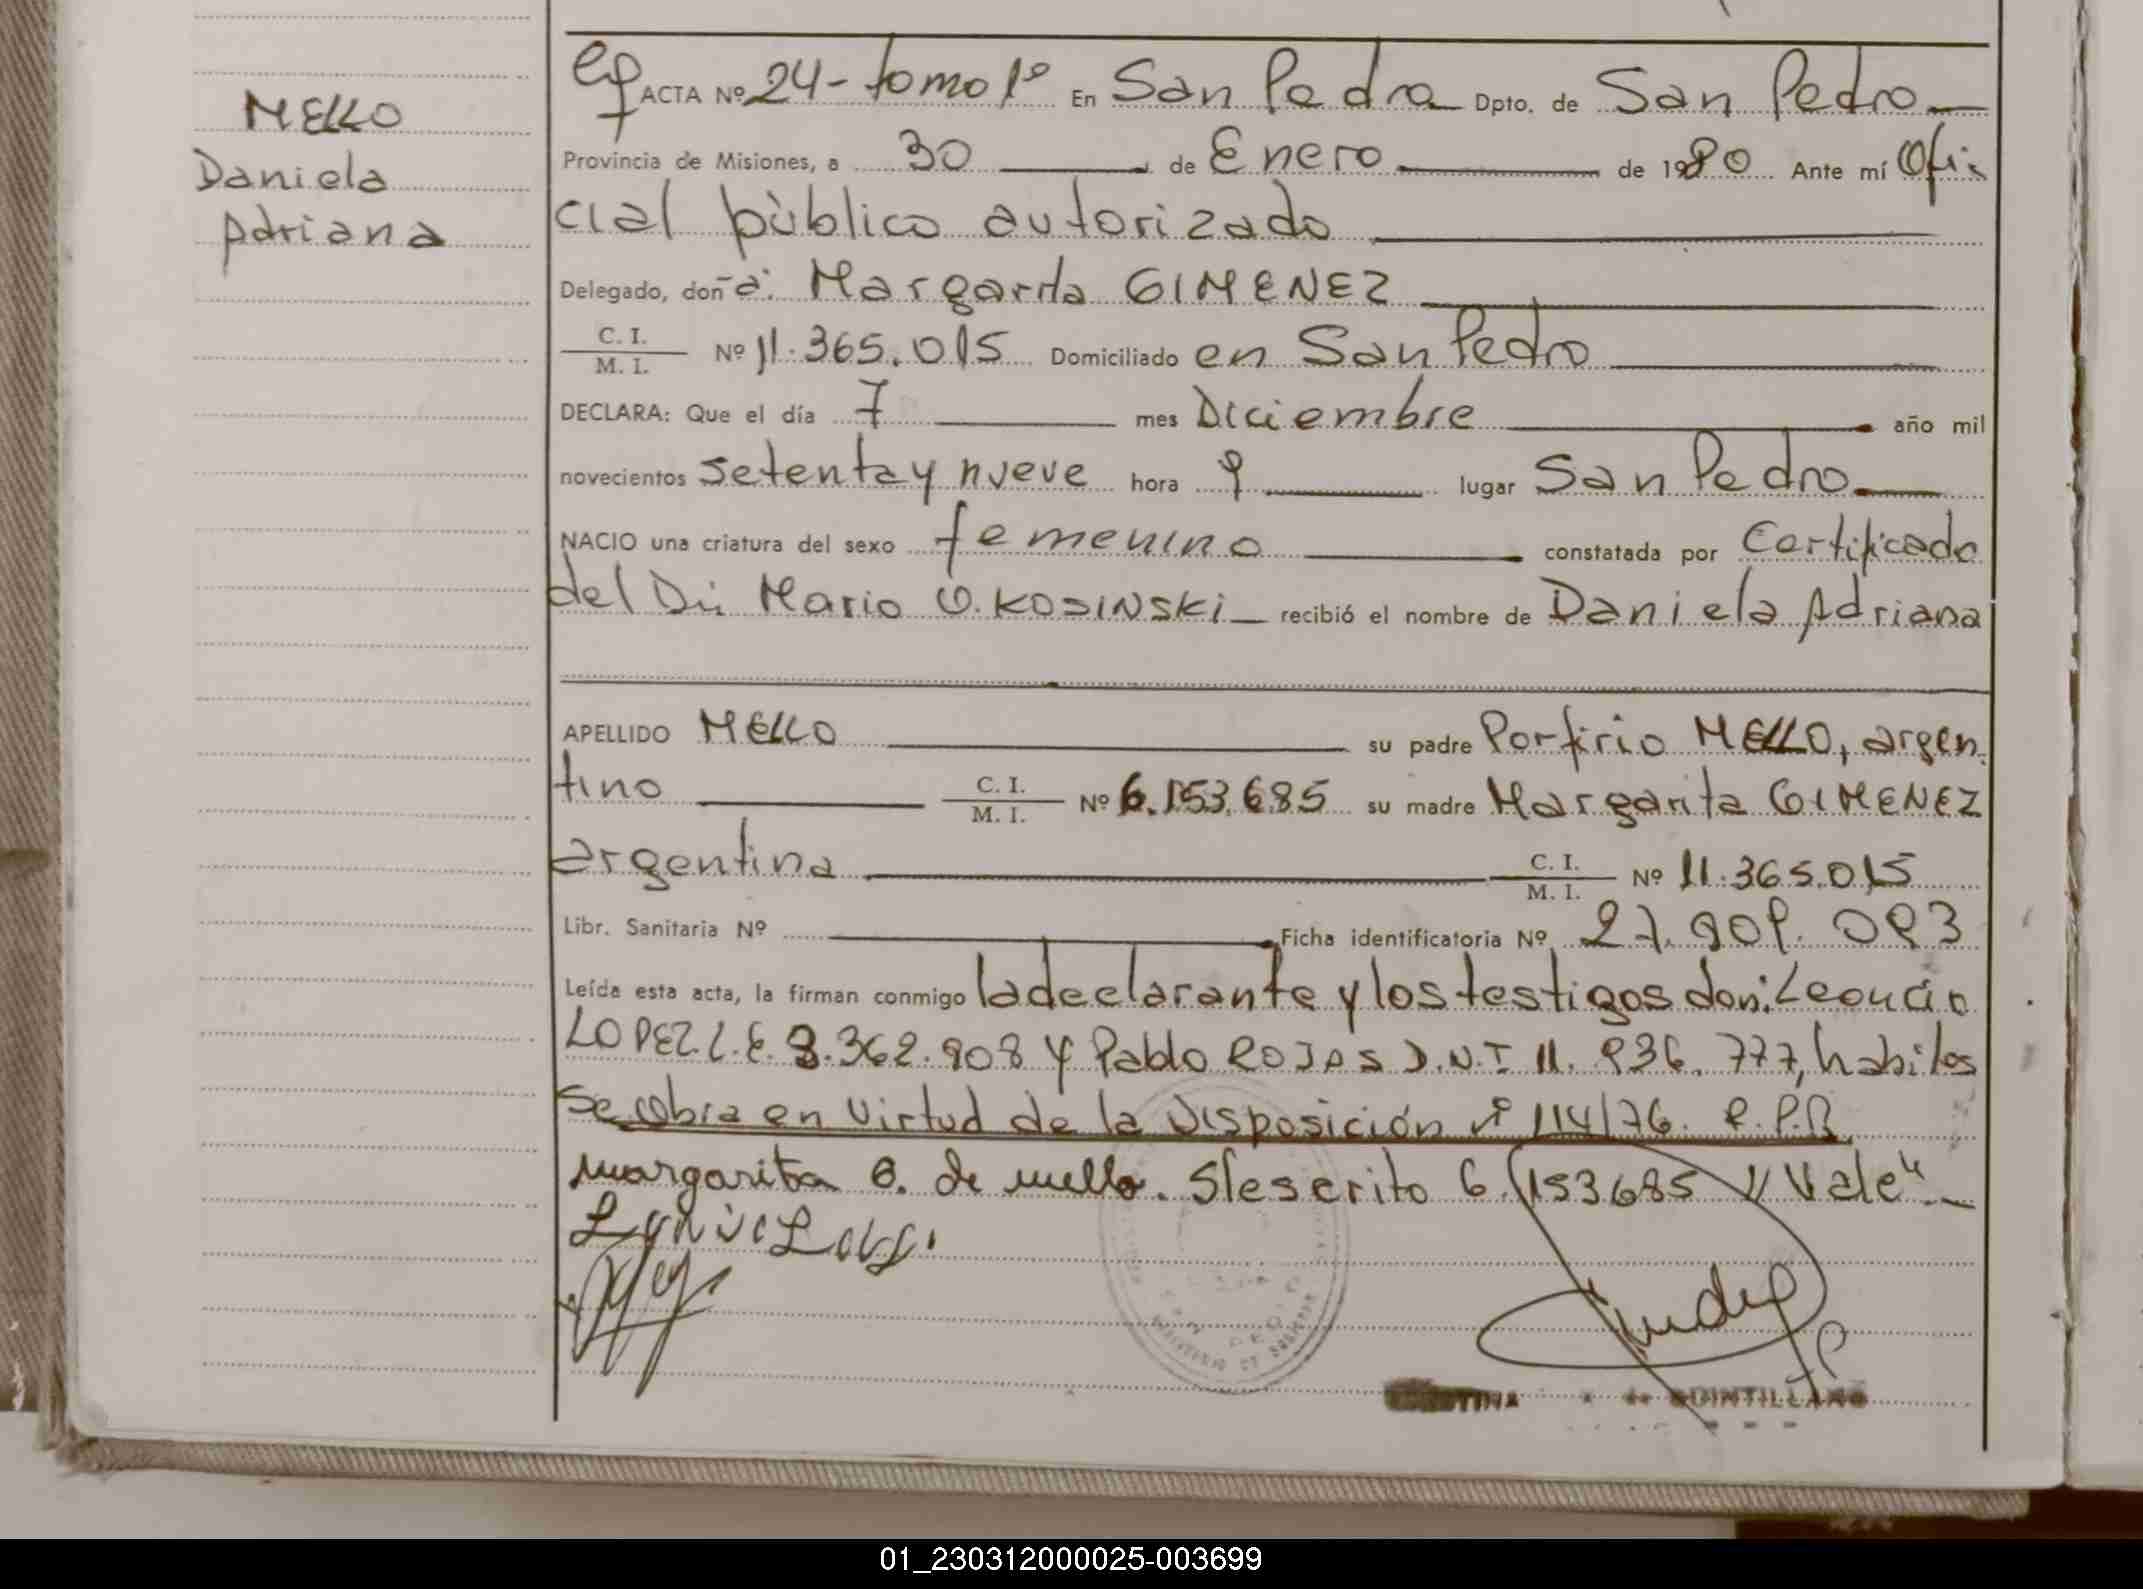 MELLO
Daniela
Adriana
ACTA Nº 24- tomo 1º En San Pedro Dpto. de San Pedro
Provincia de Misiones, a 30 de Enero de 1980 Ante mí Ofi-
cial público autorizado
Delegado, doña: Margarita GIMENEZ
C. I.
M. I. Nº 11.365.015 Domiciliado en San Pedro
DECLARA: Que el día 7 mes Diciembre año mil
novecientos setenta y nueve hora 9 lugar San Pedro
NACIO una criatura del sexo femenino constatada por Certificado
del Dr. Mario O. KOSINSKI recibió el nombre de Daniela Adriana
APELLIDO MELLO su padre Porfirio MELLO, argen-
tino C. I. M. I. Nº 6.153.685 su madre Margarita GIMENEZ
argentina C. I. M. I. Nº 11.365.015
Libr. Sanitaria Nº Ficha identificatoria Nº 27.909.093
Leída esta acta, la firman conmigo la declarante y los testigos don: Leoncio
LOPEZ L.E. 3.362.908 y Pablo ROJAS D.N.I 11. 936. 777, habiles
se labra en virtud de la Disposición nº 114/76. R.P.R
margarita G. de mello. S/escrito 6.153685 "Vale"
SAN PEDRO
QUINTILLANO
01_230312000025-003699